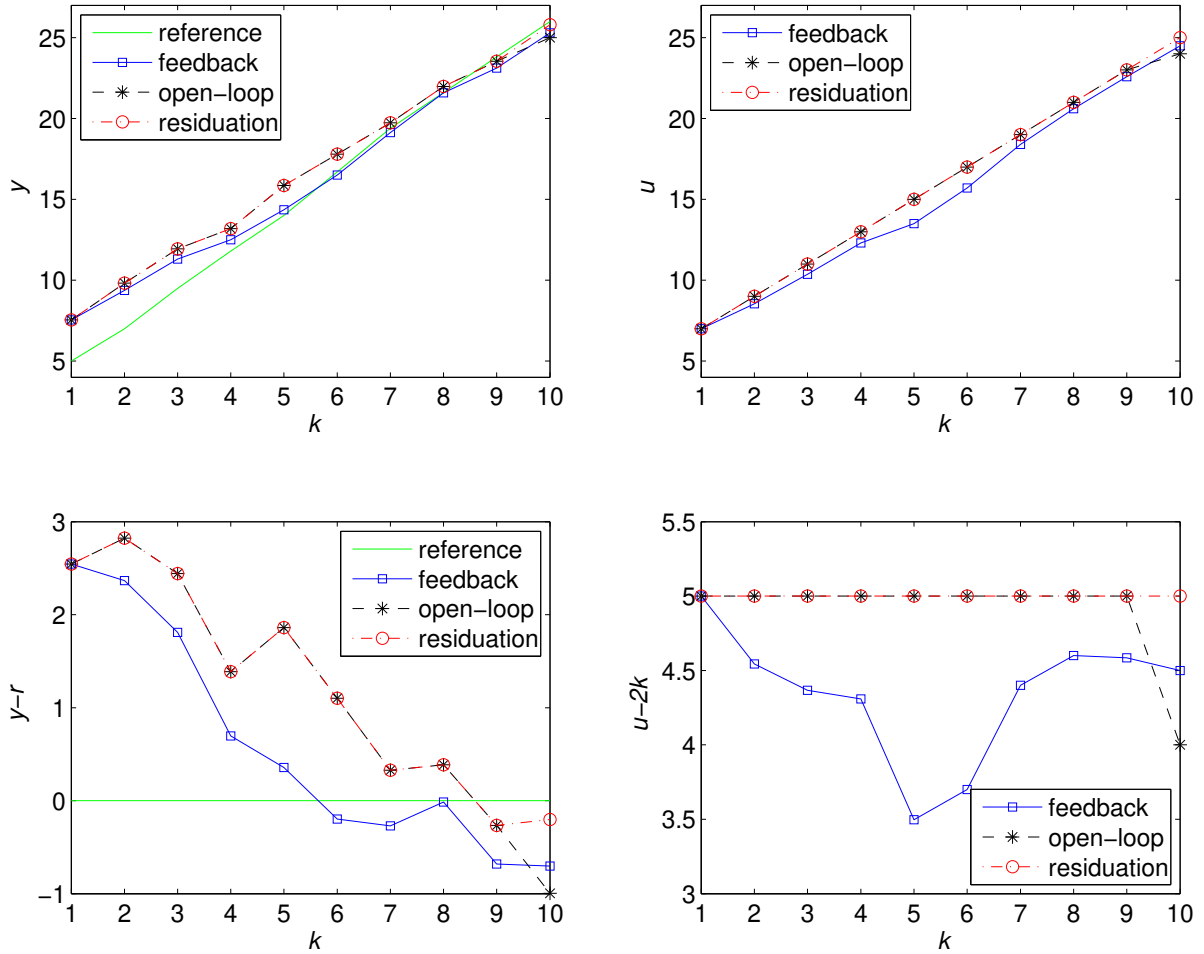 reference
feedback
open-loop
residuation
25
20
15
10
5
y
1 2 3 4 5 6 7 8 9 10
k
feedback
open-loop
residuation
25
20
15
10
5
u
1 2 3 4 5 6 7 8 9 10
k
reference
feedback
open-loop
residuation
3
2
1
0
−1
y−r
1 2 3 4 5 6 7 8 9 10
k
feedback
open-loop
residuation
5.5
5
4.5
4
3.5
3
u−2k
1 2 3 4 5 6 7 8 9 10
k